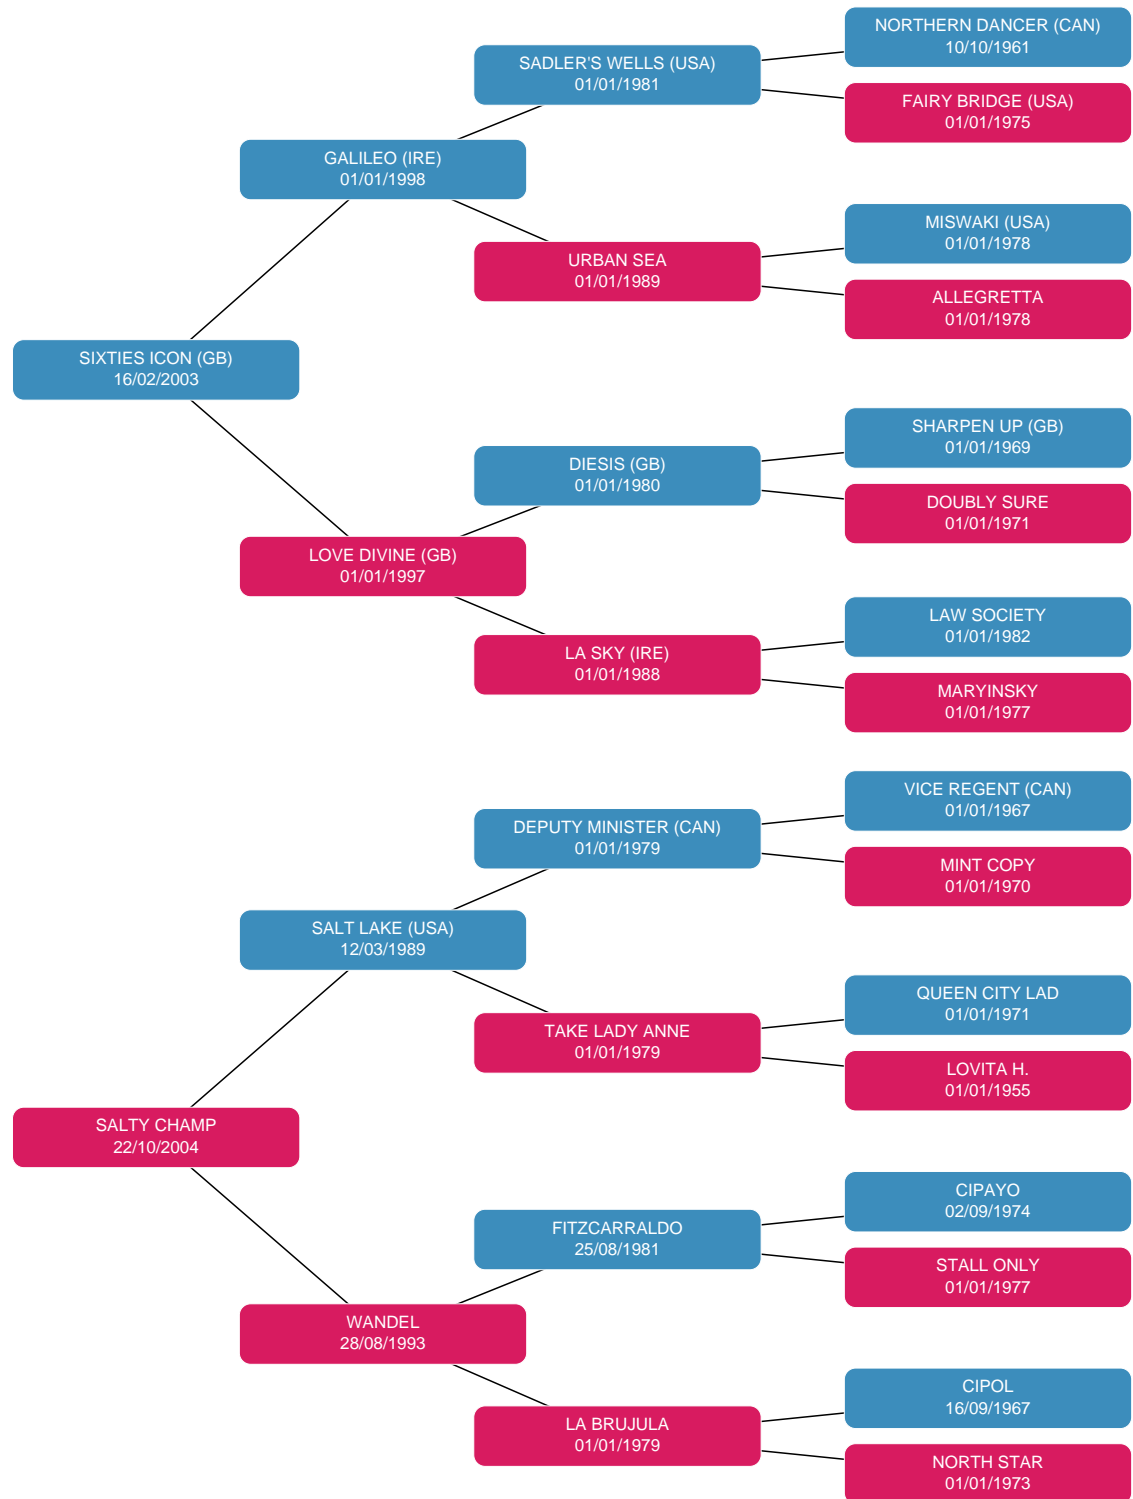 NORTHERN DANCER (CAN)
10/10/1961
SADLER'S WELLS (USA)
01/01/1981
FAIRY BRIDGE (USA)
01/01/1975
GALILEO (IRE)
01/01/1998
MISWAKI (USA)
01/01/1978
URBAN SEA
01/01/1989
ALLEGRETTA
01/01/1978
SIXTIES ICON (GB)
16/02/2003
SHARPEN UP (GB)
01/01/1969
DIESIS (GB)
01/01/1980
DOUBLY SURE
01/01/1971
LOVE DIVINE (GB)
01/01/1997
LAW SOCIETY
01/01/1982
LA SKY (IRE)
01/01/1988
MARYINSKY
01/01/1977
VICE REGENT (CAN)
01/01/1967
DEPUTY MINISTER (CAN)
01/01/1979
MINT COPY
01/01/1970
SALT LAKE (USA)
12/03/1989
QUEEN CITY LAD
01/01/1971
TAKE LADY ANNE
01/01/1979
LOVITA H.
01/01/1955
SALTY CHAMP
22/10/2004
CIPAYO
02/09/1974
FITZCARRALDO
25/08/1981
STALL ONLY
01/01/1977
WANDEL
28/08/1993
CIPOL
16/09/1967
LA BRUJULA
01/01/1979
NORTH STAR
01/01/1973